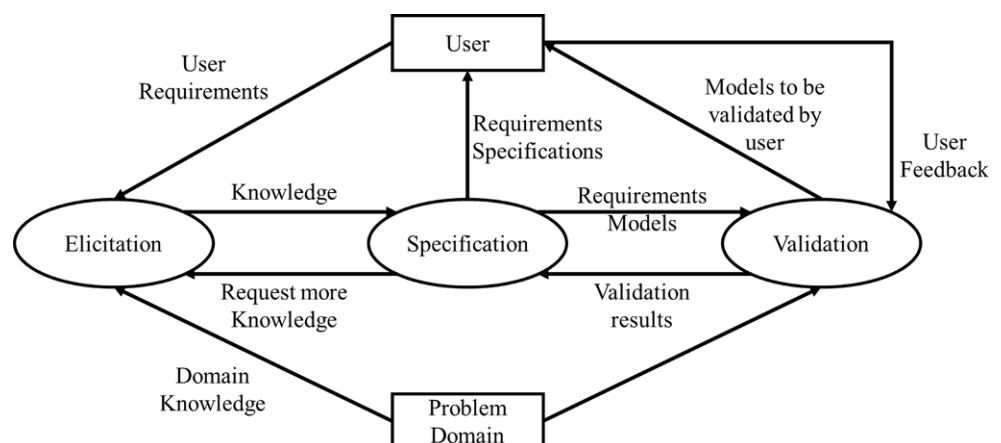 User
User
Requirements
Models to be
validated by
user
Requirements
Specifications
User
Feedback
Knowledge
Requirements
Models
Elicitation
Specification
Validation
Request more
Knowledge
Validation
results
Domain
Knowledge
Problem
Domain